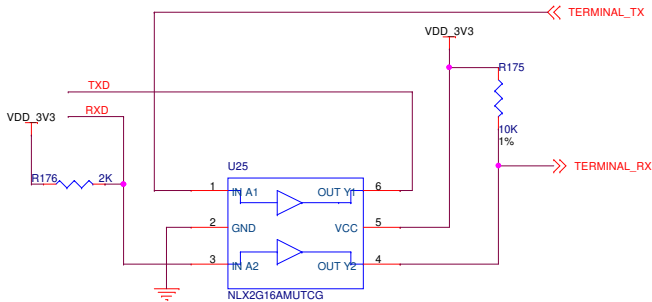 TERMINAL_TX
VDD_3V3
R175
TXD
RXD
VDD_3V3
10K
1%
TERMINAL_RX
R176
2K
U25
1
IN A1
OUT Y1
6
2
GND
VCC
5
3
IN A2
OUT Y2
4
NLX2G16AMUTCG